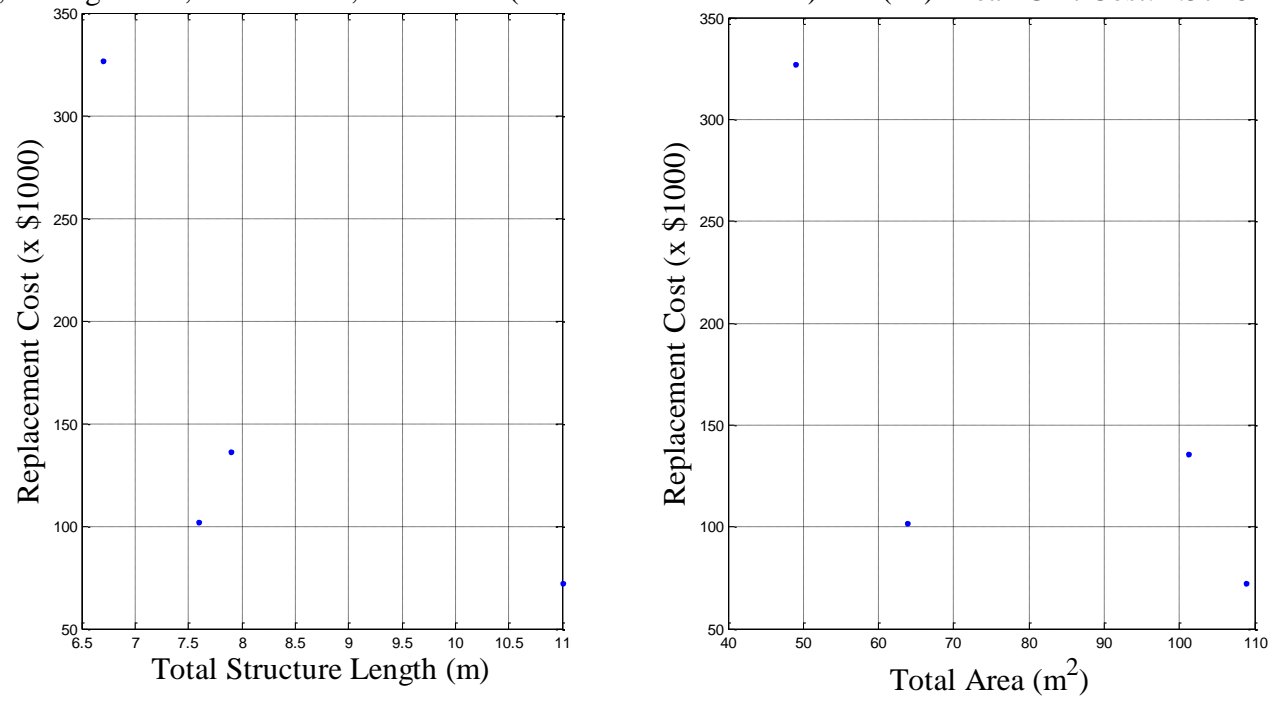 350
300
250
200
150
100
50
6.5 7 7.5 8 8.5 9 9.5 10 10.5 11
Replacement Cost (x $1000)
Total Structure Length (m)
350
300
250
200
150
100
50
40 50 60 70 80 90 100 110
Replacement Cost (x $1000)
Total Area (m2)